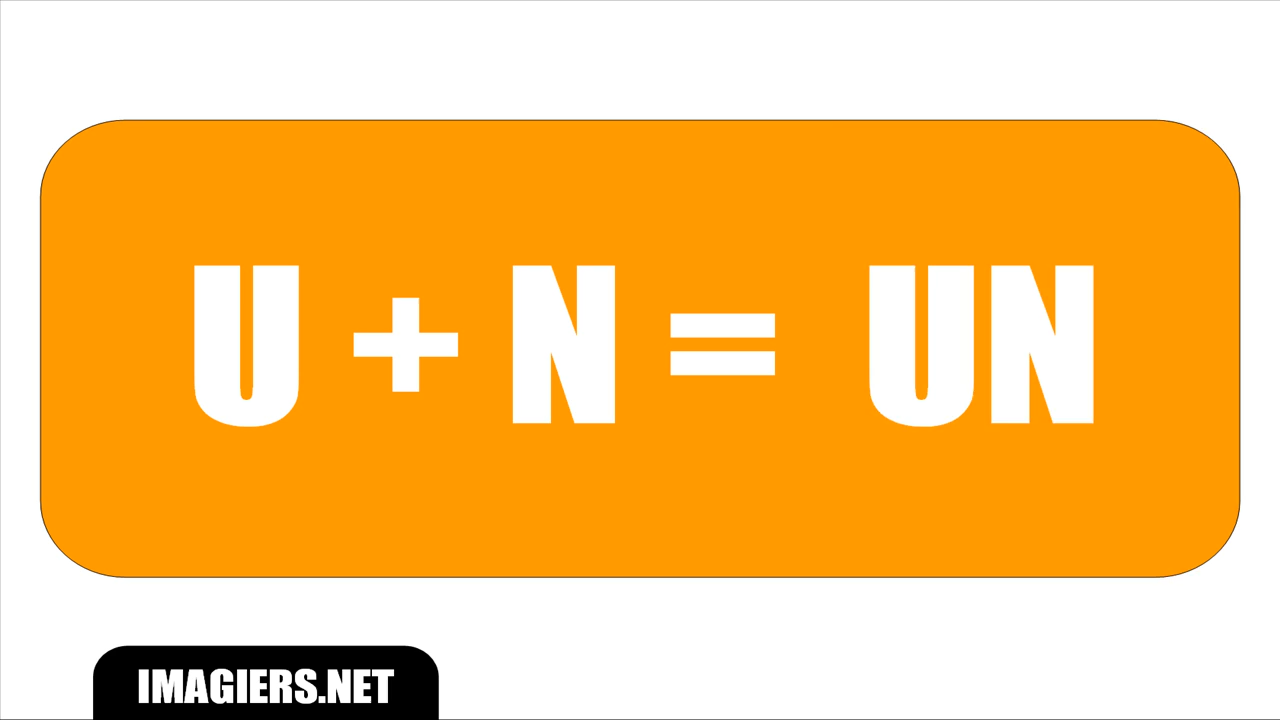 U + N = UN
IMAGIERS.NET